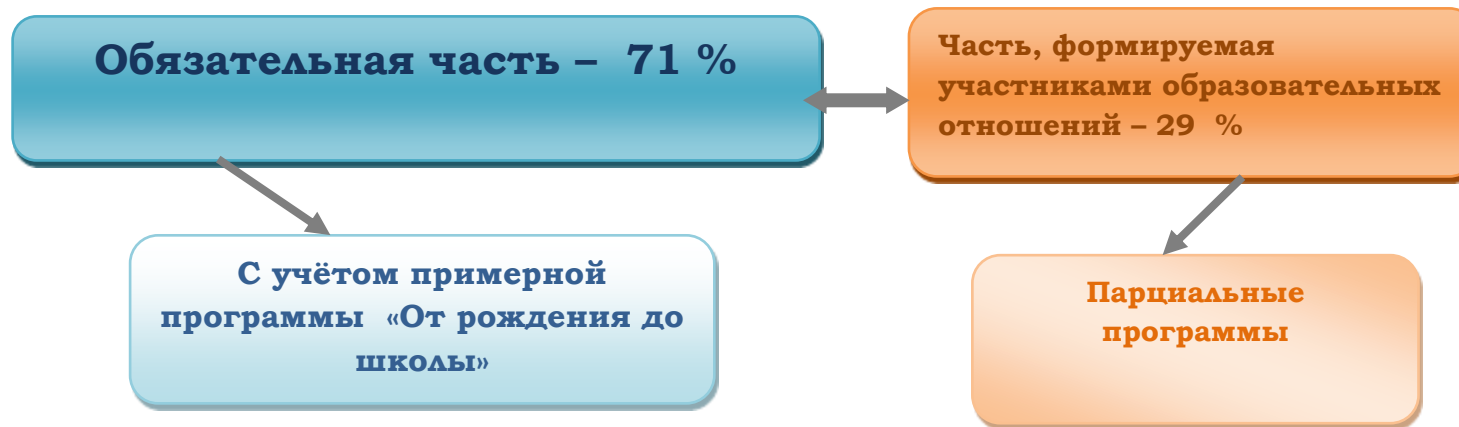 Обязательная часть – 71 %
Часть, формируемая
участниками образовательных
отношений – 29 %
С учётом примерной
программы «От рождения до
школы»
Парциальные
программы